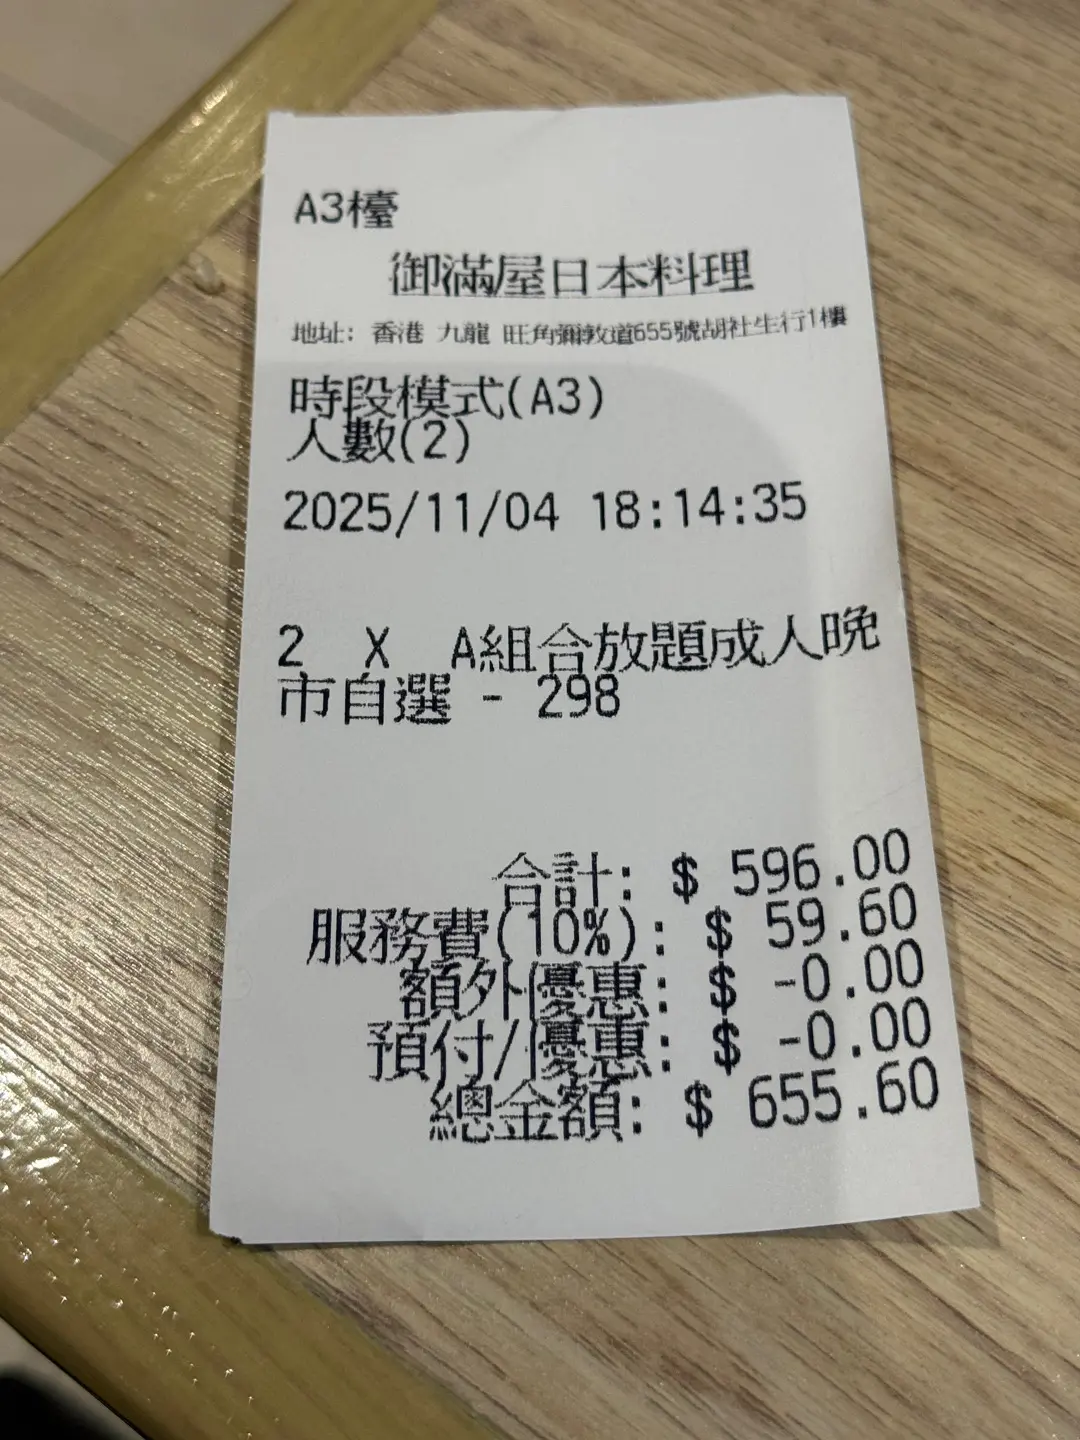 A3檯
御滿屋日本料理
地址: 香港 九龍 旺角彌敦道655號胡社生行1樓
時段模式(A3)
人數(2)
2025/11/04 18:14:35
2 X A組合放題成人晚
市自選 - 298
合計: $ 596.00
服務費(10%): $ 59.60
額外優惠: $ -0.00
預付/優惠: $ -0.00
總金額: $ 655.60